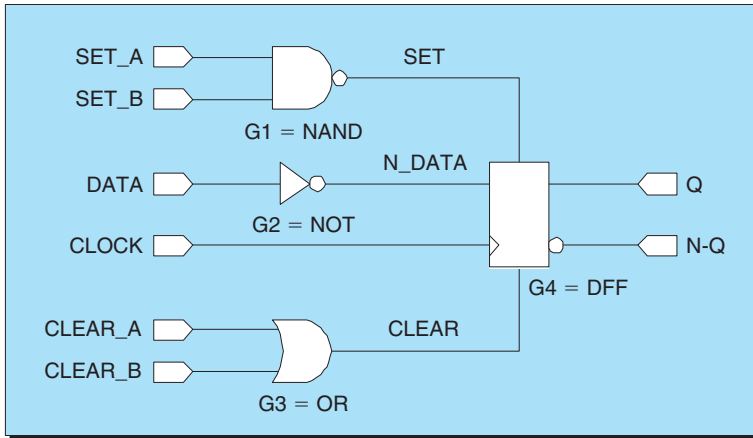 SET_A
SET
SET_B
G1 = NAND
N_DATA
DATA
Q
G2 = NOT
CLOCK
N-Q
G4 = DFF
CLEAR_A
CLEAR
CLEAR_B
G3 = OR